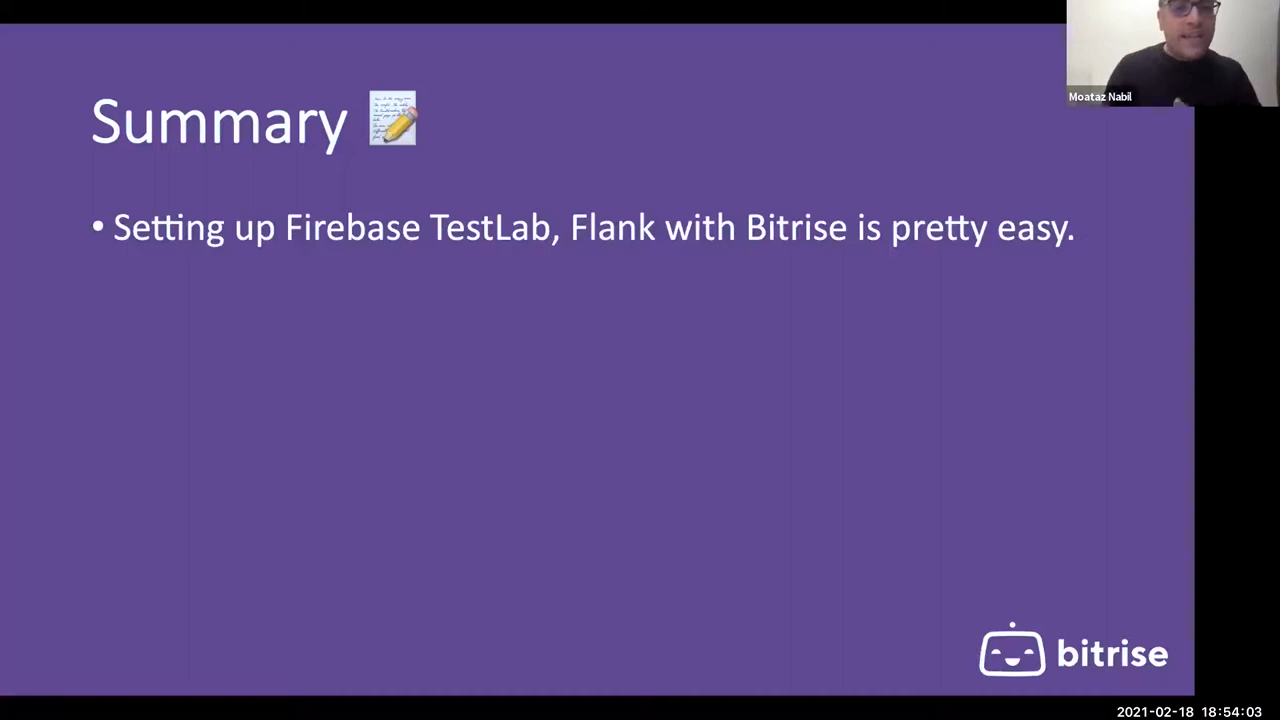 Moataz Nabil
Summary
• Setting up Firebase TestLab, Flank with Bitrise is pretty easy.
bitrise
2021-02-18 18:54:03